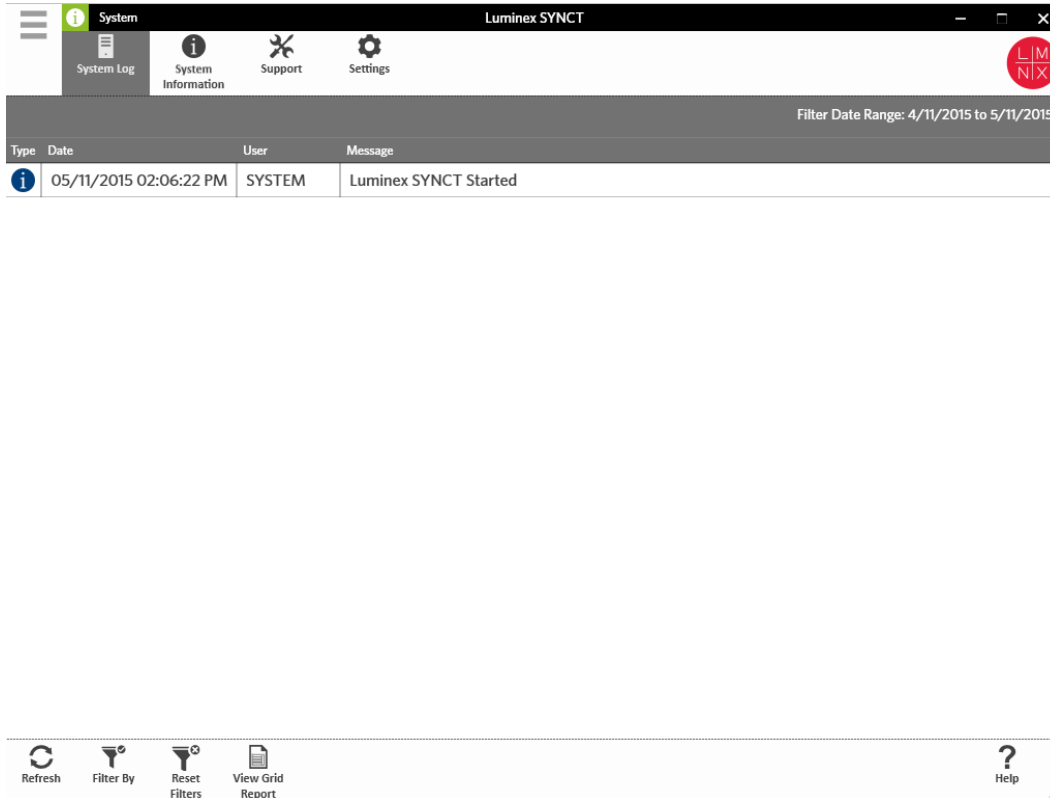 System
Luminex SYNCT
System Log
System
Information
Support
Settings
L M
N X
Filter Date Range: 4/11/2015 to 5/11/2015
Type Date User Message
05/11/2015 02:06:22 PM SYSTEM Luminex SYNCT Started
Refresh
Filter By
Reset
Filters
View Grid
Report
Help